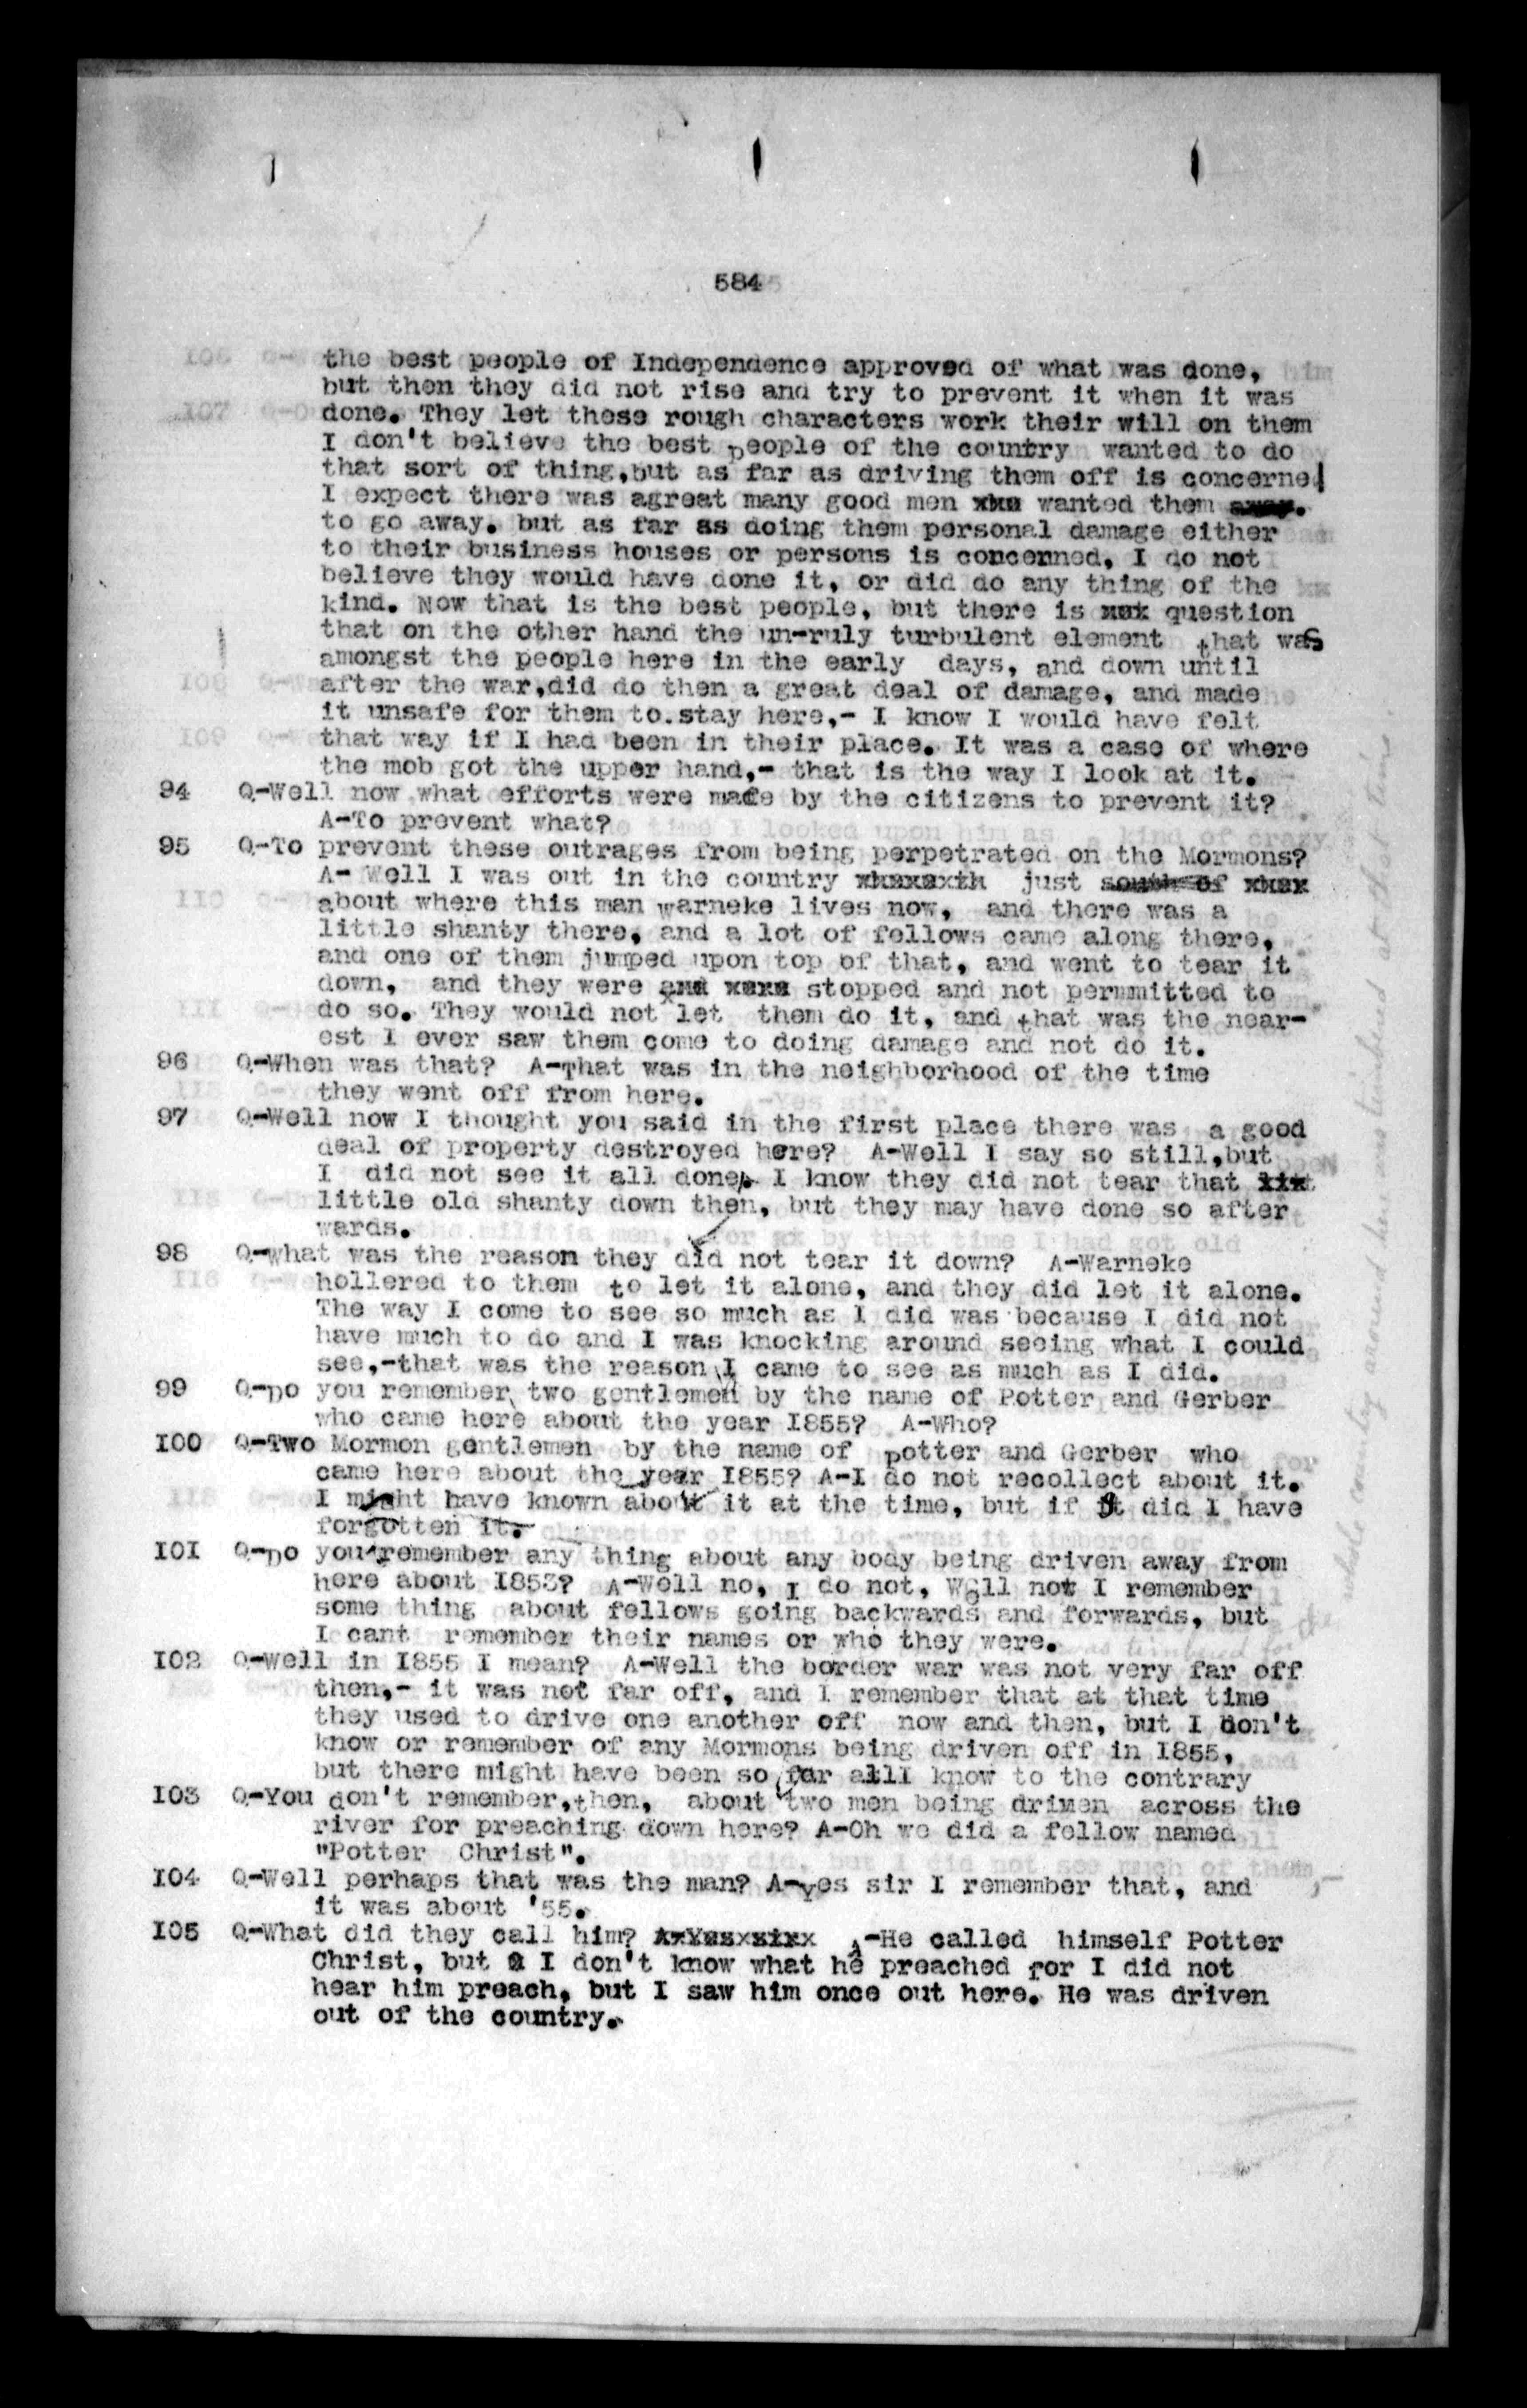 584
the best people of Independence approved of what was done,
but then they did not rise and try to prevent it when it was
done. They let these rough characters work their will on them
I don't believe the best people of the country wanted to do
that sort of thing,but as far as driving them off is concerned
I expect there was agreat many good men wanted them away.
to go away. but as far as doing them personal damage either
to their business houses or persons is concerned, I do not
believe they would have done it, or did do any thing of the
kind. Now that is the best people, but there is question
that on the other hand the un-ruly turbulent element that was
amongst the people here in the early days, and down until
after the war,did do then a great deal of damage, and made
it unsafe for them to.stay here,- I know I would have felt
that way if I had been in their place. It was a case of where
the mob got the upper hand,- that is the way I look at it.
94 Q-Well now what efforts were made by the citizens to prevent it?
A-To prevent what?
95 Q-To prevent these outrages from being perpetrated on the Mormons?
A- Well I was out in the country just south of
about where this man Warneke lives now, and there was a
little shanty there, and a lot of fellows came along there,
and one of them jumped upon top of that, and went to tear it
down, and they were and stopped and not permmitted to
do so. They would not let them do it, and that was the near-
est I ever saw them come to doing damage and not do it.
96 Q-When was that? A-That was in the neighborhood of the time
they went off from here.
97 Q-Well now I thought you said in the first place there was a good
deal of property destroyed here? A-Well I say so still,but
I did not see it all done. I know they did not tear that
little old shanty down then, but they may have done so after
wards.
98 Q-What was the reason they did not tear it down? A-Warneke
hollered to them to let it alone, and they did let it alone.
The way I come to see so much as I did was because I did not
have much to do and I was knocking around seeing what I could
see,-that was the reason I came to see as much as I did.
99 Q-Do you remember two gentlemen by the name of Potter and Gerber
who came here about the year 1855? A-Who?
100 Q-Two Mormon gentlemen by the name of Potter and Gerber who
came here about the year 1855? A-I do not recollect about it.
I might have known about it at the time, but if I did I have
forgotten it.
101 Q-Do you remember any thing about any body being driven away from
here about 1853? A-Well no, I do not, Well not I remember
some thing about fellows going backwards and forwards, but
I cant remember their names or who they were.
102 Q-Well in 1855 I mean? A-Well the border war was not very far off
then,- it was not far off, and I remember that at that time
they used to drive one another off now and then, but I don't
know or remember of any Mormons being driven off in 1855,
but there might have been so far allI know to the contrary
103 Q-You don't remember,then, about two men being drimen across the
river for preaching down here? A-Oh we did a fellow named
"Potter Christ".
104 Q-Well perhaps that was the man? A-Yes sir I remember that, and
it was about '55.
105 Q-What did they call him? A-He called himself Potter
Christ, but I don't know what he preached for I did not
hear him preach, but I saw him once out here. He was driven
out of the country.